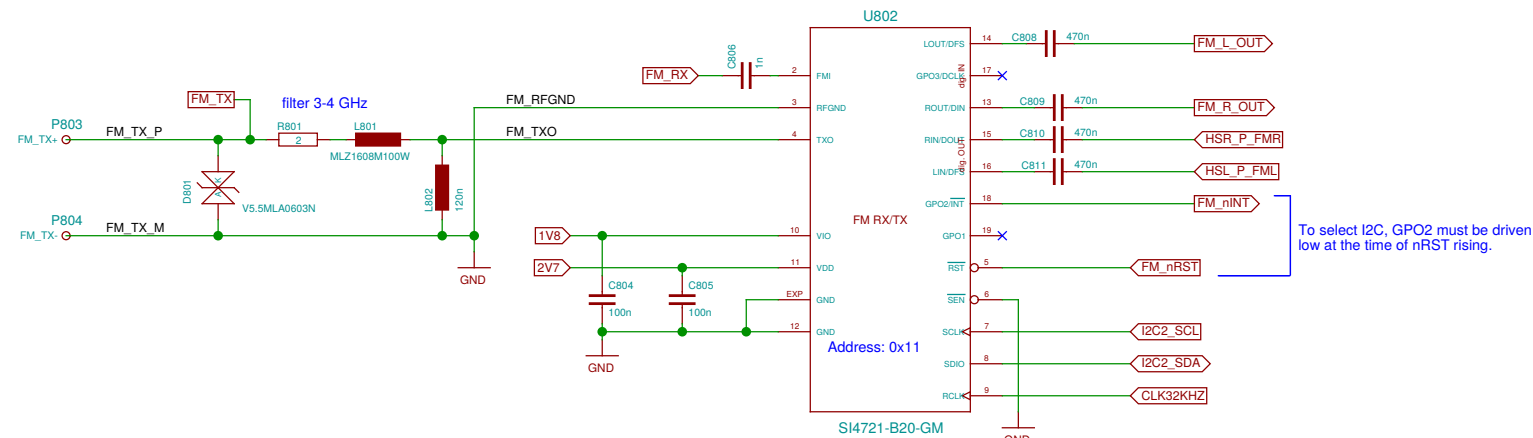 U802
C806
1n
FM_RX
2
FMI
LOUT/DFS
14
C808
470n
FM_L_OUT
GPO3/DCLK
17
dig. IN
FM_TX
filter 3-4 GHz
FM_RFGND
3
RFGND
ROUT/DIN
13
C809
470n
FM_R_OUT
P803
FM_TX+
FM_TX_P
R801
2
L801
MLZ1608M100W
FM_TXO
4
TXO
RIN/DOUT
15
C810
470n
HSR_P_FMR
dig. OUT
LIN/DFS
16
C811
470n
HSL_P_FML
D801
A
K
V5.5MLA0603N
L802
120n
GPO2/INT
18
FM_nINT
FM RX/TX
P804
FM_TX-
FM_TX_M
GND
1V8
10
VIO
GPO1
19
To select I2C, GPO2 must be driven
low at the time of nRST rising.
2V7
11
VDD
RST
5
FM_nRST
C804
100n
C805
100n
EXP
GND
SEN
6
12
GND
SCLK
7
I2C2_SCL
Address: 0x11
GND
SDIO
8
I2C2_SDA
RCLK
9
CLK32KHZ
SI4721-B20-GM
GND